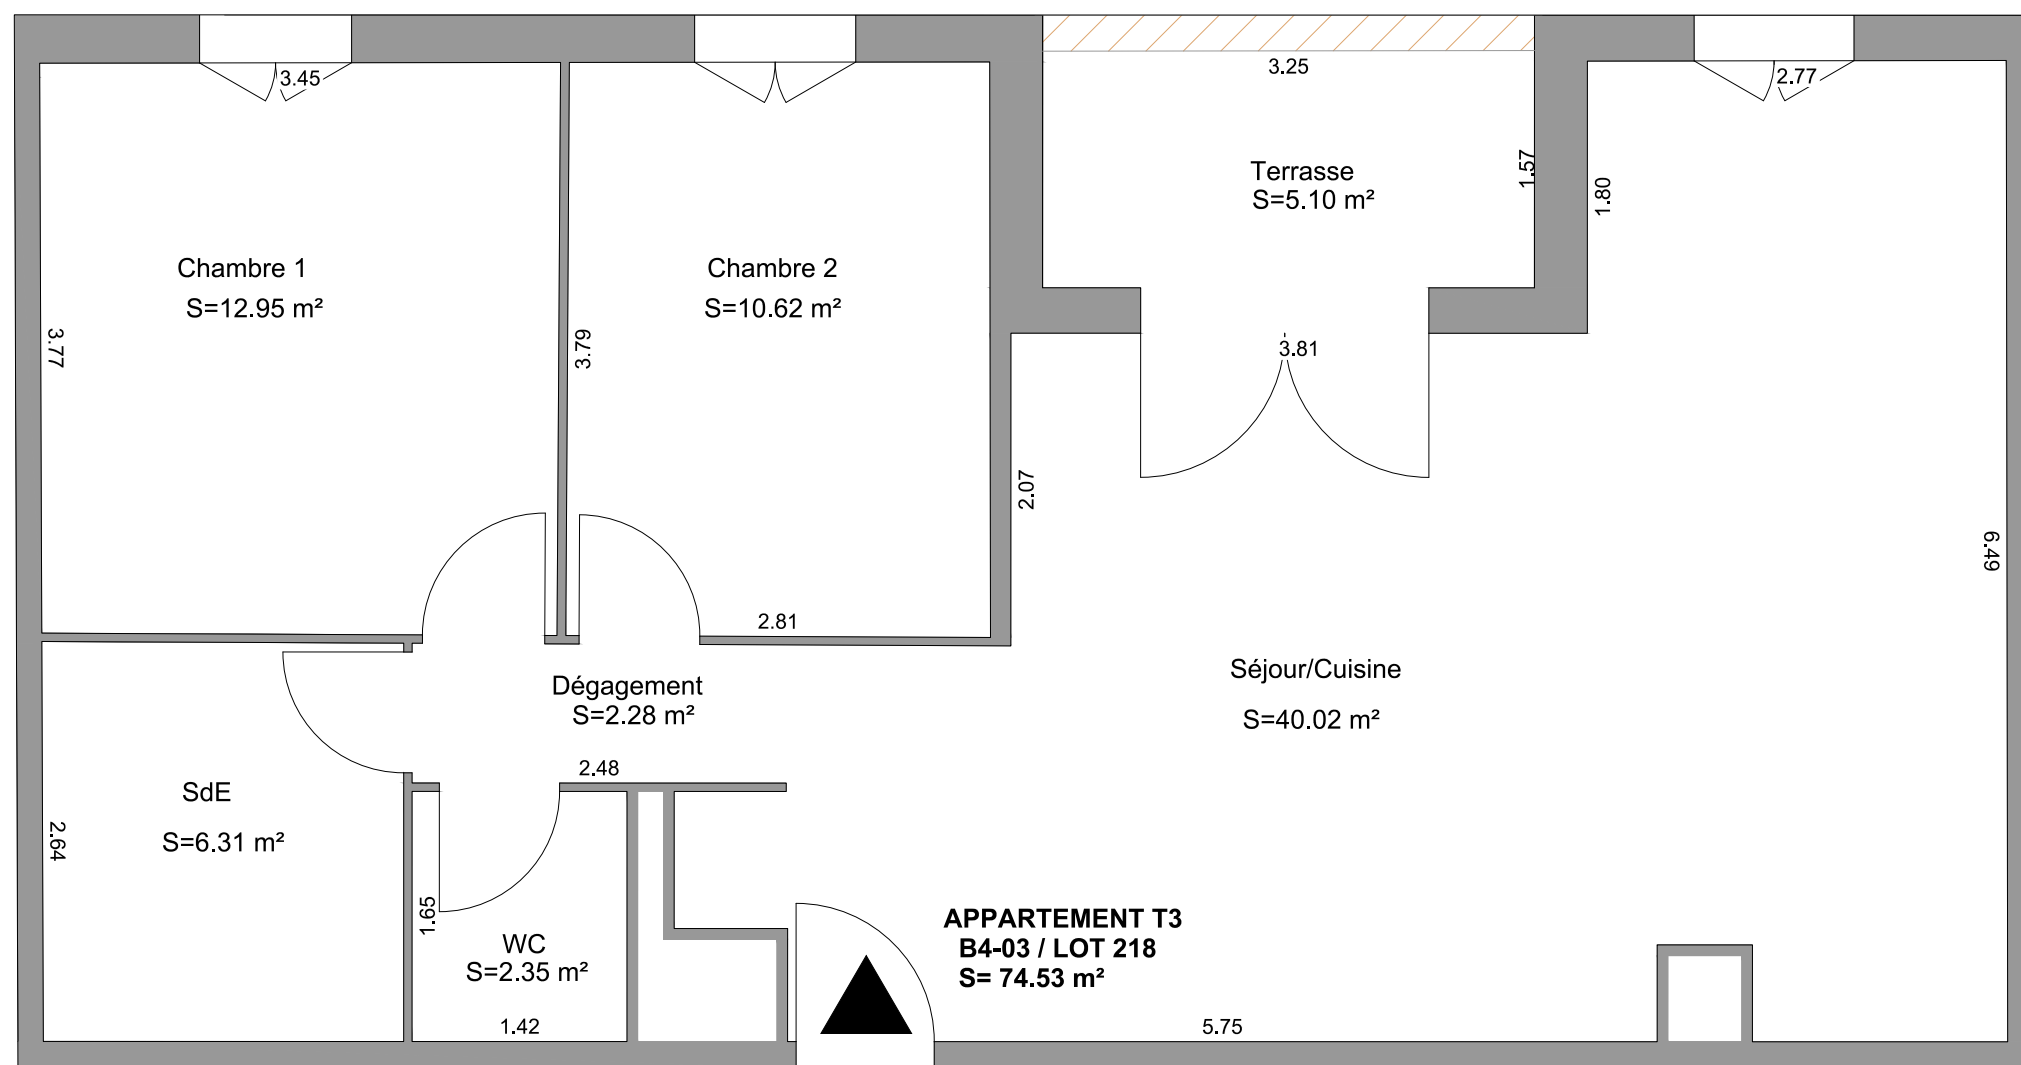 3.45
3.25
2.77
Terrasse
S=5.10 m²
1.57
1.80
Chambre 1
S=12.95 m²
Chambre 2
S=10.62 m²
3.77
3.79
3.81
2.07
6.49
2.81
Séjour/Cuisine
S=40.02 m²
Dégagement
S=2.28 m²
2.48
SdE
S=6.31 m²
2.64
1.65
WC
S=2.35 m²
1.42
APPARTEMENT T3
B4-03 / LOT 218
S= 74.53 m²
5.75